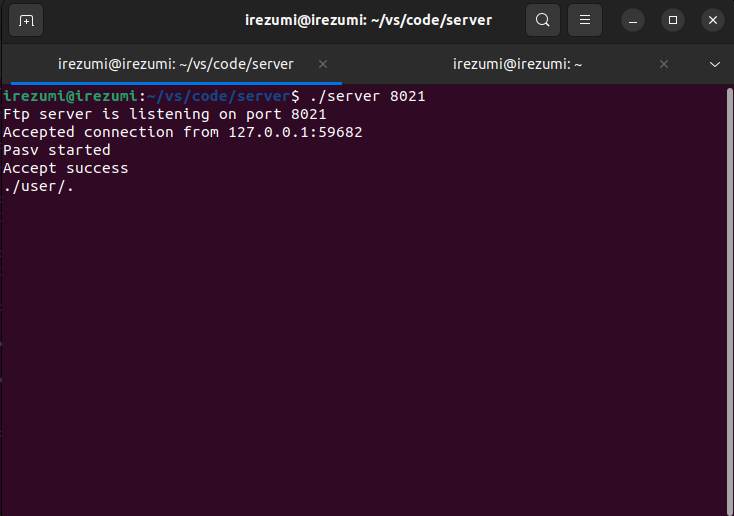 irezumi@irezumi: ~/vs/code/server
irezumi@irezumi: ~/vs/code/server
irezumi@irezumi: ~
irezumi@irezumi:~/vs/code/server$ ./server 8021
Ftp server is listening on port 8021
Accepted connection from 127.0.0.1:59682
Pasv started
Accept success
./user/.